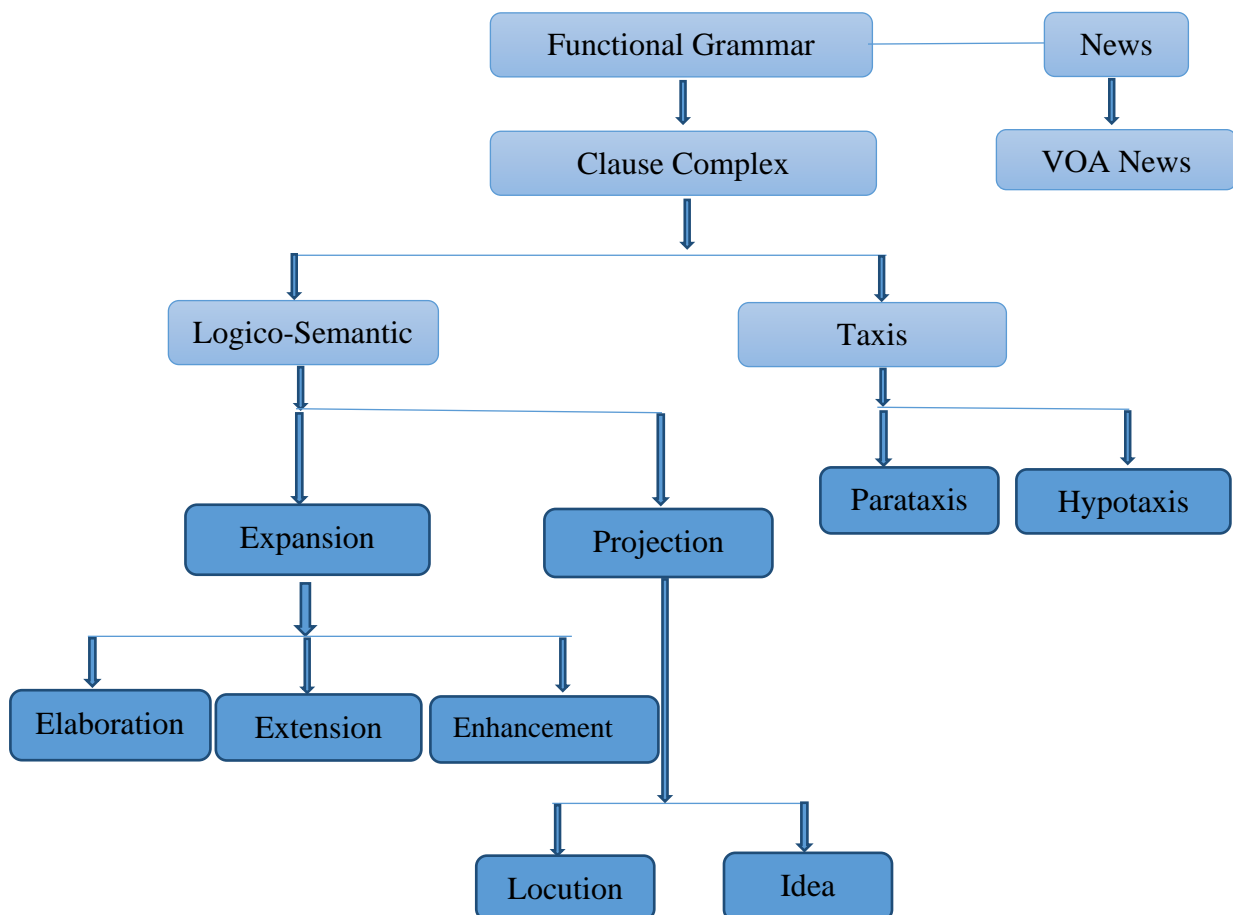 Functional Grammar
News
Clause Complex
VOA News
Logico-Semantic
Taxis
Parataxis
Hypotaxis
Expansion
Projection
Elaboration
Extension
Enhancement
Locution
Idea